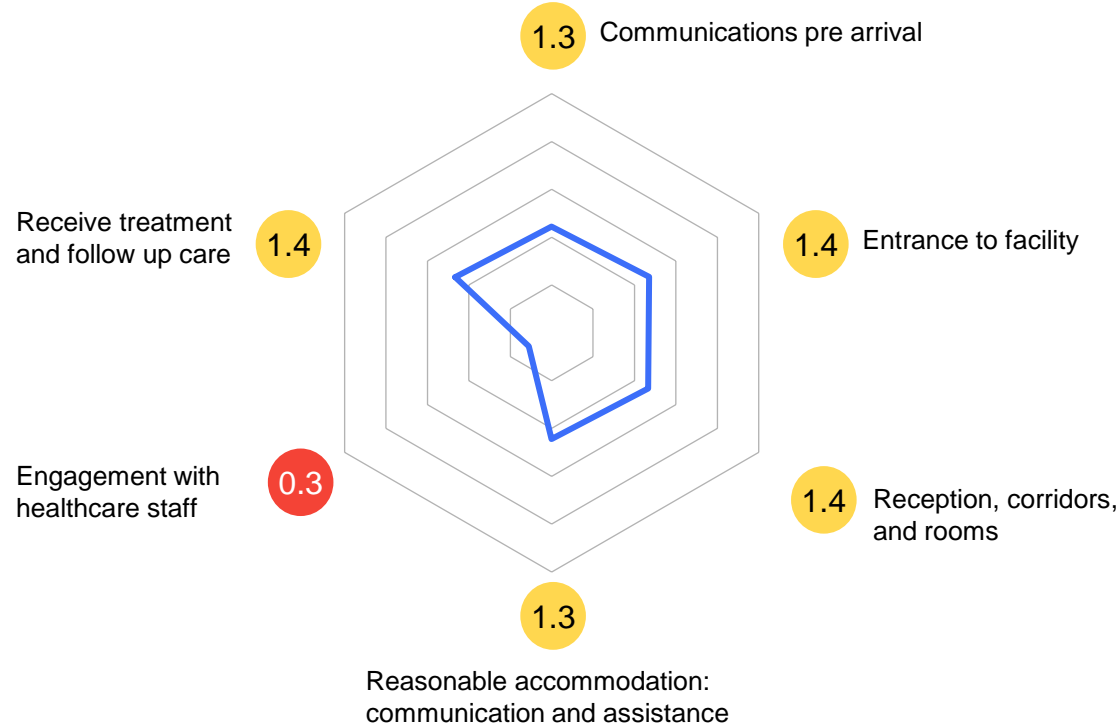 1.3
Communications pre arrival
Receive treatment
and follow up care
1.4
1.4
Entrance to facility
Engagement with
healthcare staff
0.3
1.4
Reception, corridors,
and rooms
1.3
Reasonable accommodation:
communication and assistance